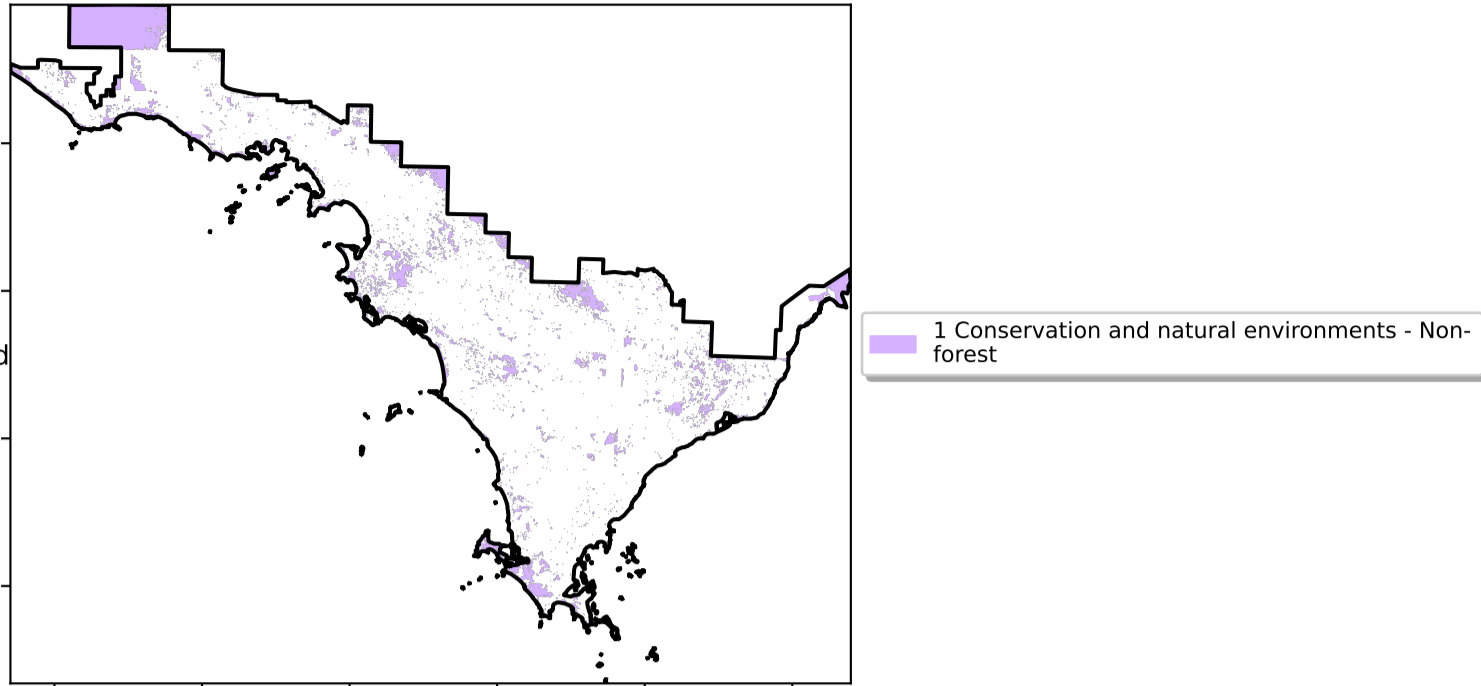 d
1 Conservation and natural environments - Non-
forest